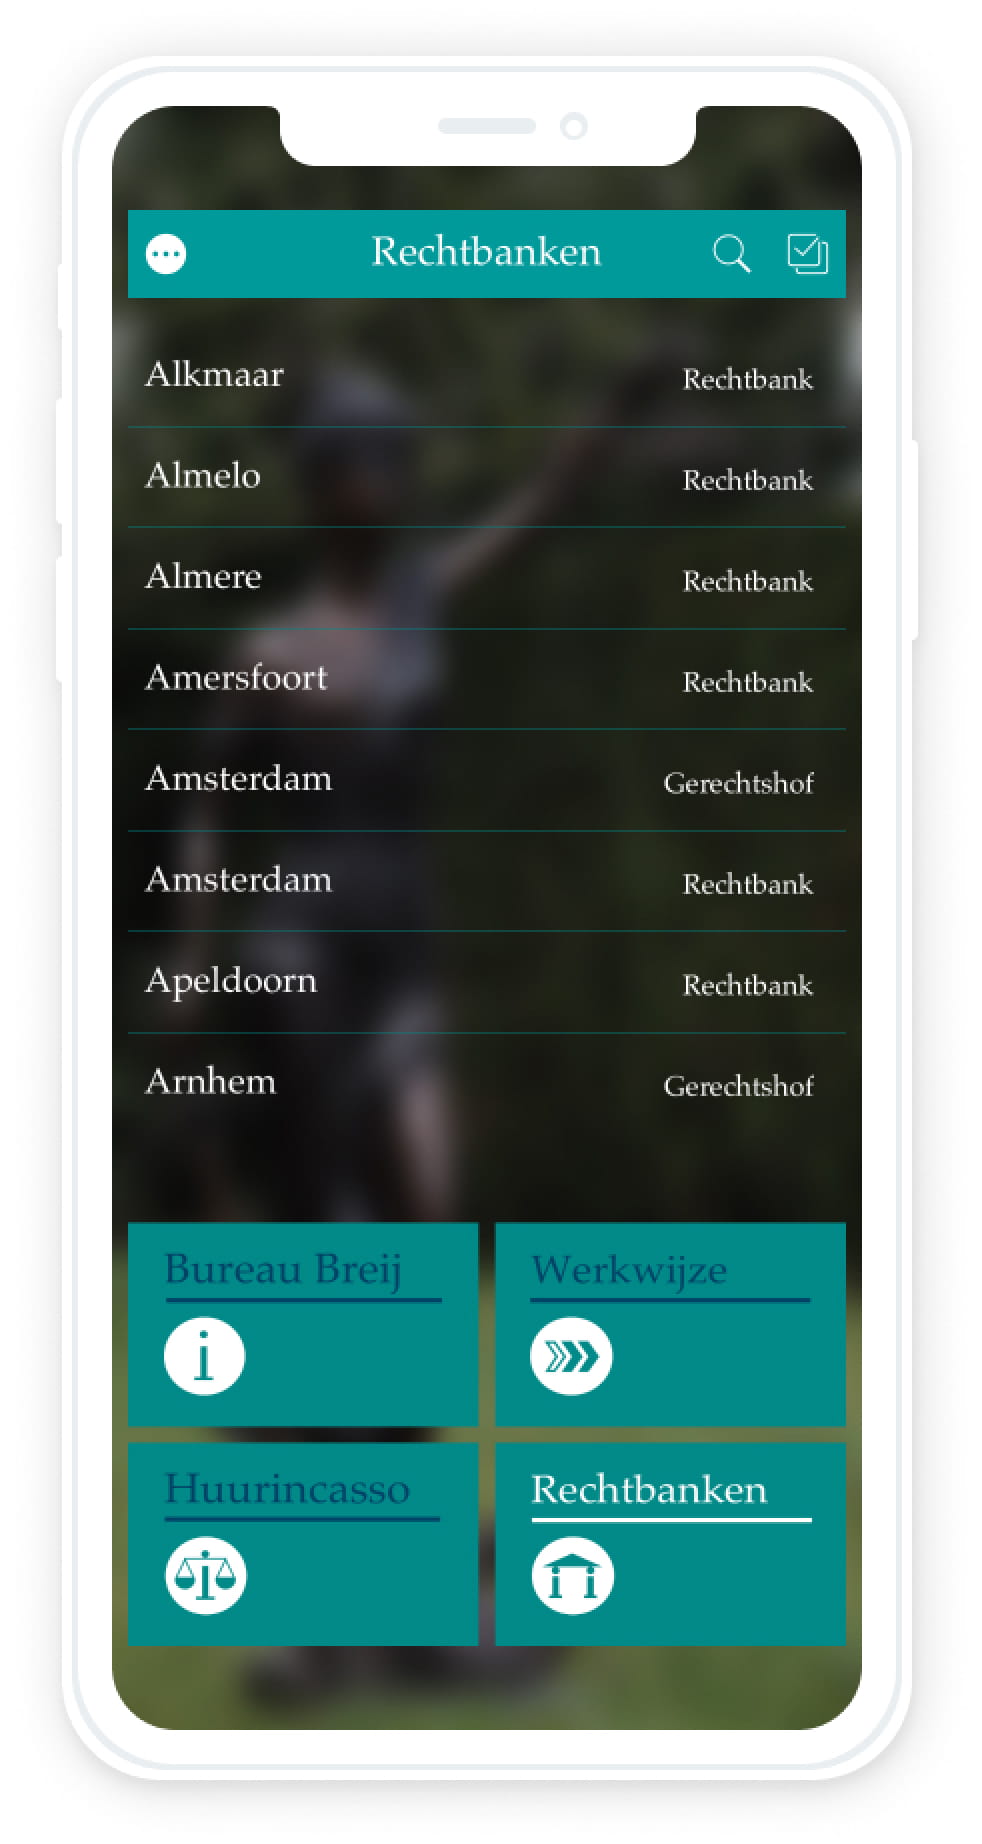 Rechtbanken
Alkmaar Rechtbank
Almelo Rechtbank
Almere Rechtbank
Amersfoort Rechtbank
Amsterdam Gerechtshof
Amsterdam Rechtbank
Apeldoorn Rechtbank
Arnhem Gerechtshof
Bureau Breij
Werkwijze
Huurincasso
Rechtbanken